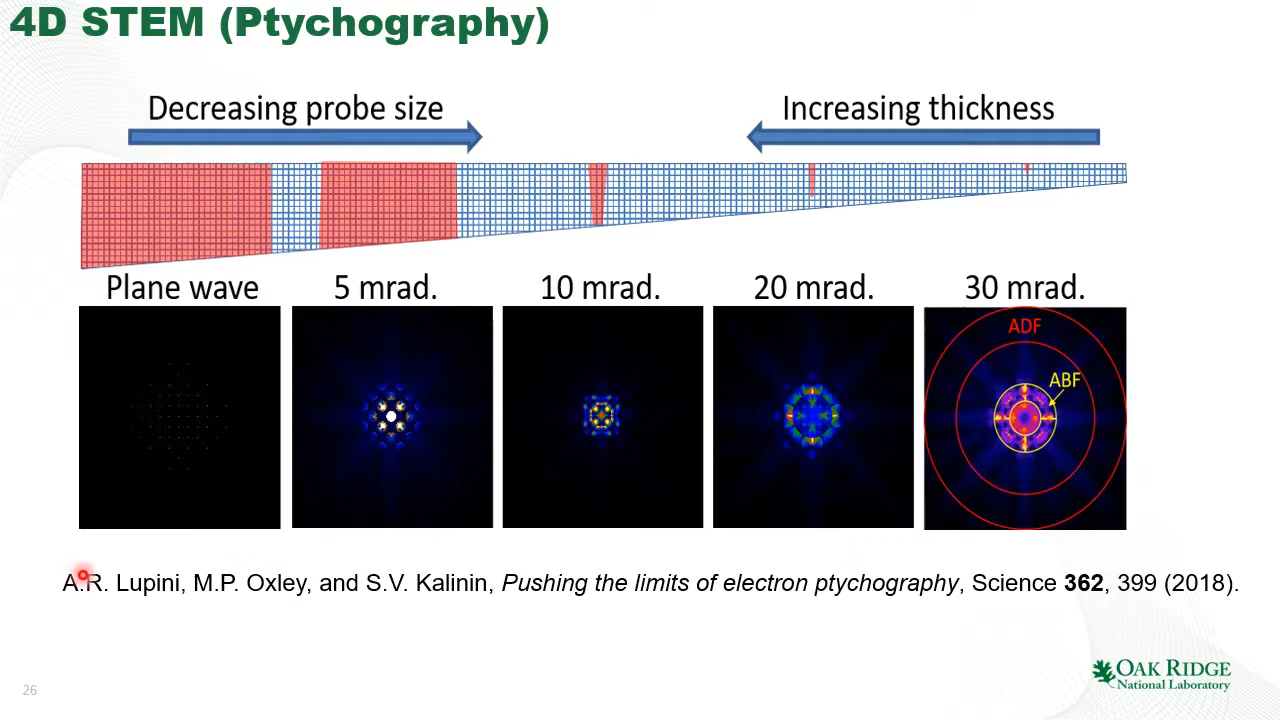 4D STEM (Ptychography)
Decreasing probe size
Increasing thickness
Plane wave
5 mrad.
10 mrad.
20 mrad.
30 mrad.
ADF
ABF
A.R. Lupini, M.P. Oxley, and S.V. Kalinin, Pushing the limits of electron ptychography, Science 362, 399 (2018).
26
OAK RIDGE
National Laboratory